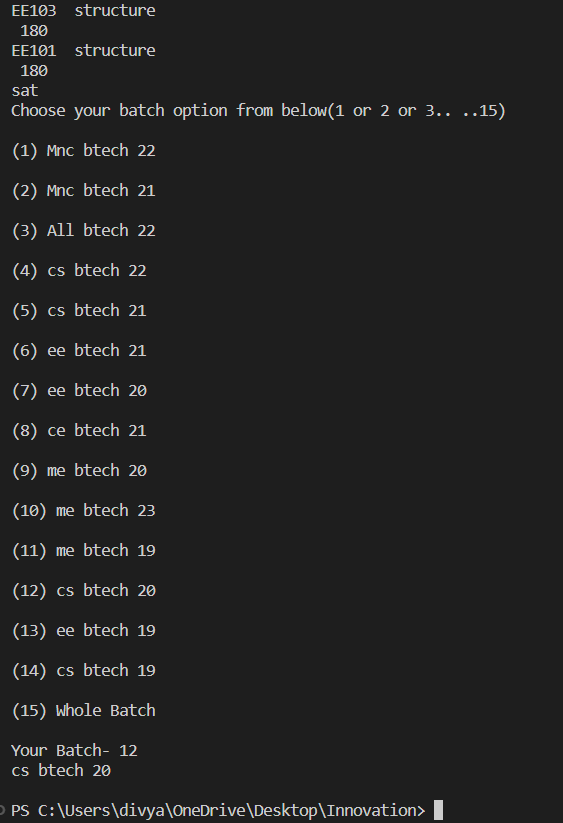 EE103  structure
 180
EE101  structure
 180
sat
Choose your batch option from below(1 or 2 or 3.. ..15)
(1) Mnc btech 22
(2) Mnc btech 21
(3) All btech 22
(4) cs btech 22
(5) cs btech 21
(6) ee btech 21
(7) ee btech 20
(8) ce btech 21
(9) me btech 20
(10) me btech 23
(11) me btech 19
(12) cs btech 20
(13) ee btech 19
(14) cs btech 19
(15) Whole Batch
Your Batch- 12
cs btech 20
PS C:\Users\divya\OneDrive\Desktop\Innovation>